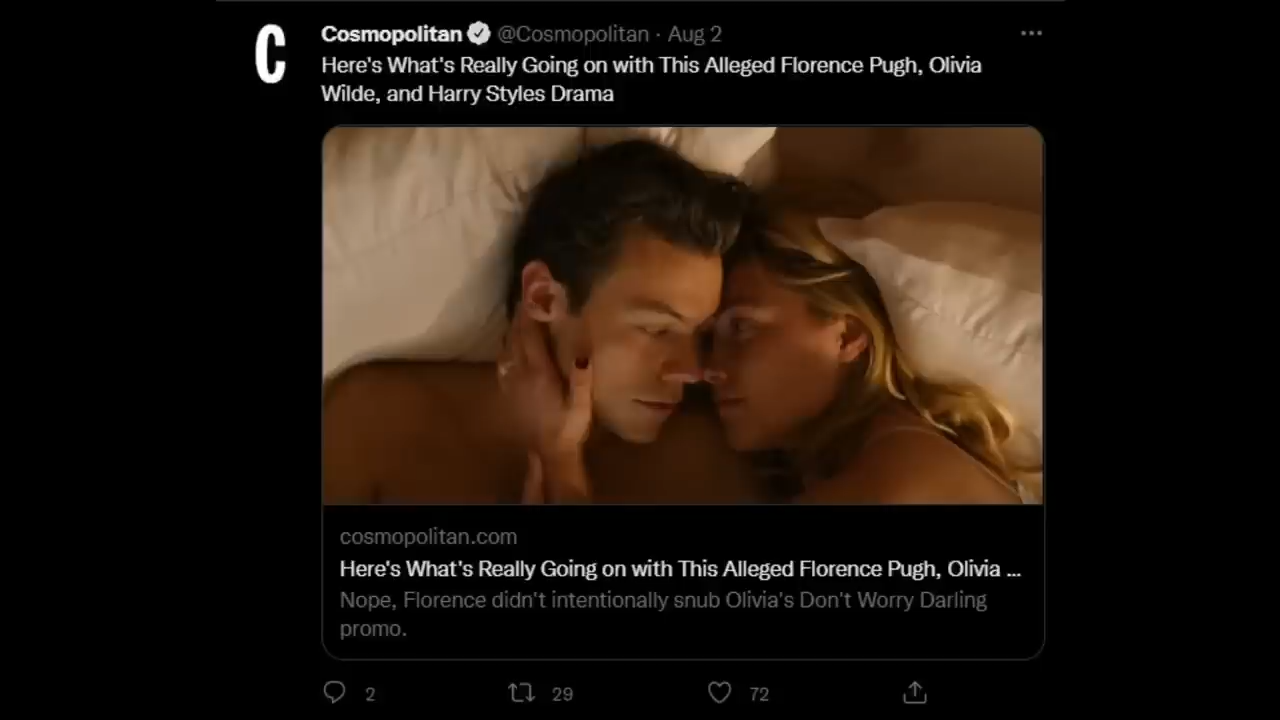 C
Cosmopolitan @Cosmopolitan · Aug 2
Here's What's Really Going on with This Alleged Florence Pugh, Olivia
Wilde, and Harry Styles Drama
cosmopolitan.com
Here's What's Really Going on with This Alleged Florence Pugh, Olivia ...
Nope, Florence didn't intentionally snub Olivia's Don't Worry Darling
promo.
2 29 72